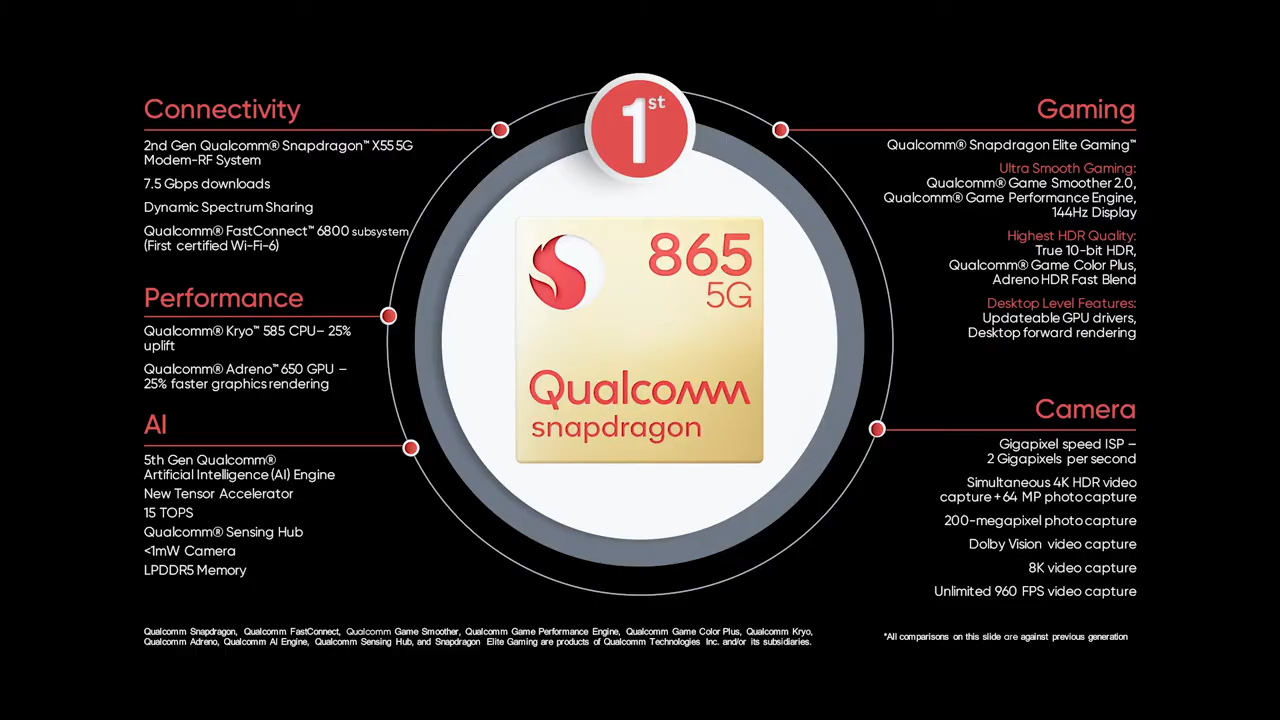 1st
Connectivity
2nd Gen Qualcomm® Snapdragon™ X55 5G
Modem-RF System
7.5 Gbps downloads
Dynamic Spectrum Sharing
Qualcomm® FastConnect™ 6800 subsystem,
(First certified Wi-Fi-6)
Performance
Qualcomm® Kryo™ 585 CPU– 25%
uplift
Qualcomm® Adreno™ 650 GPU –
25% faster graphics rendering
AI
5th Gen Qualcomm®
Artificial Intelligence (AI) Engine
New Tensor Accelerator
15 TOPS
Qualcomm® Sensing Hub
<1mW Camera
LPDDR5 Memory
865
5G
Qualcomm
snapdragon
Gaming
Qualcomm® Snapdragon Elite Gaming™
Ultra Smooth Gaming:
Qualcomm® Game Smoother 2.0,
Qualcomm® Game Performance Engine,
144Hz Display
Highest HDR Quality:
True 10-bit HDR,
Qualcomm® Game Color Plus,
Adreno HDR Fast Blend
Desktop Level Features:
Updateable GPU drivers,
Desktop forward rendering
Camera
Gigapixel speed ISP –
2 Gigapixels per second
Simultaneous 4K HDR video
capture + 64 MP photo capture
200-megapixel photo capture
Dolby Vision video capture
8K video capture
Unlimited 960 FPS video capture
Qualcomm Snapdragon, Qualcomm FastConnect, Qualcomm Game Smoother, Qualcomm Game Performance Engine, Qualcomm Game Color Plus, Qualcomm Kryo,
Qualcomm Adreno, Qualcomm AI Engine, Qualcomm Sensing Hub, and Snapdragon Elite Gaming are products of Qualcomm Technologies Inc. and/or its subsidiaries.
*All comparisons on this slide are against previous generation